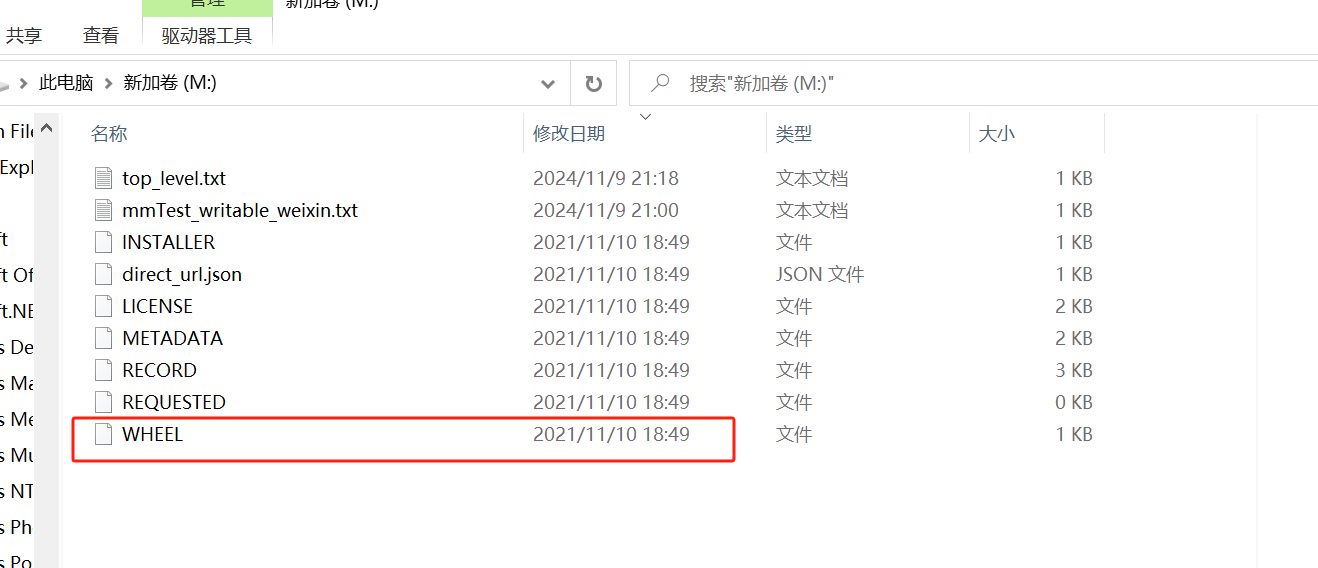 管理 新加卷 (M:)
共享 查看 驱动器工具
此电脑 新加卷 (M:) 搜索"新加卷 (M:)"
名称 修改日期 类型 大小
top_level.txt 2024/11/9 21:18 文本文档 1 KB
mmTest_writable_weixin.txt 2024/11/9 21:00 文本文档 1 KB
INSTALLER 2021/11/10 18:49 文件 1 KB
direct_url.json 2021/11/10 18:49 JSON 文件 1 KB
LICENSE 2021/11/10 18:49 文件 2 KB
METADATA 2021/11/10 18:49 文件 2 KB
RECORD 2021/11/10 18:49 文件 3 KB
REQUESTED 2021/11/10 18:49 文件 0 KB
WHEEL 2021/11/10 18:49 文件 1 KB
n File
Expl
ft
ft Of
ft.NE
s De
s Ma
s Me
s Mu
s NT
s Ph
s Po